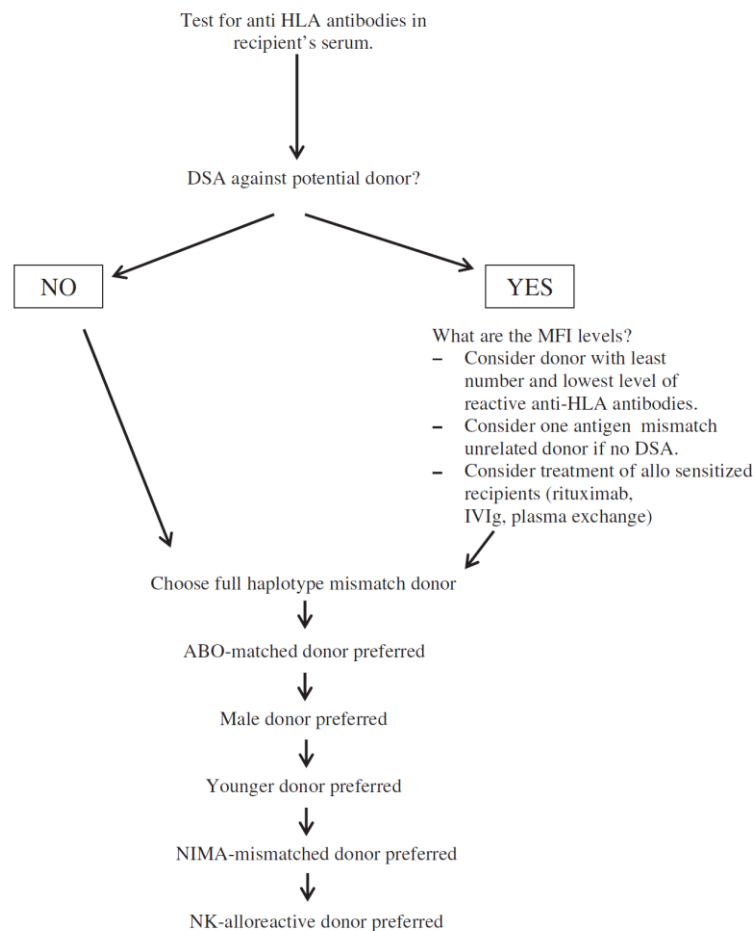 Test for anti HLA antibodies in
recipient's serum.
DSA against potential donor?
NO
YES
What are the MFI levels?
– Consider donor with least
number and lowest level of
reactive anti-HLA antibodies.
– Consider one antigen mismatch
unrelated donor if no DSA.
– Consider treatment of allo sensitized
recipients (rituximab,
IVIg, plasma exchange)
Choose full haplotype mismatch donor
ABO-matched donor preferred
Male donor preferred
Younger donor preferred
NIMA-mismatched donor preferred
NK-alloreactive donor preferred